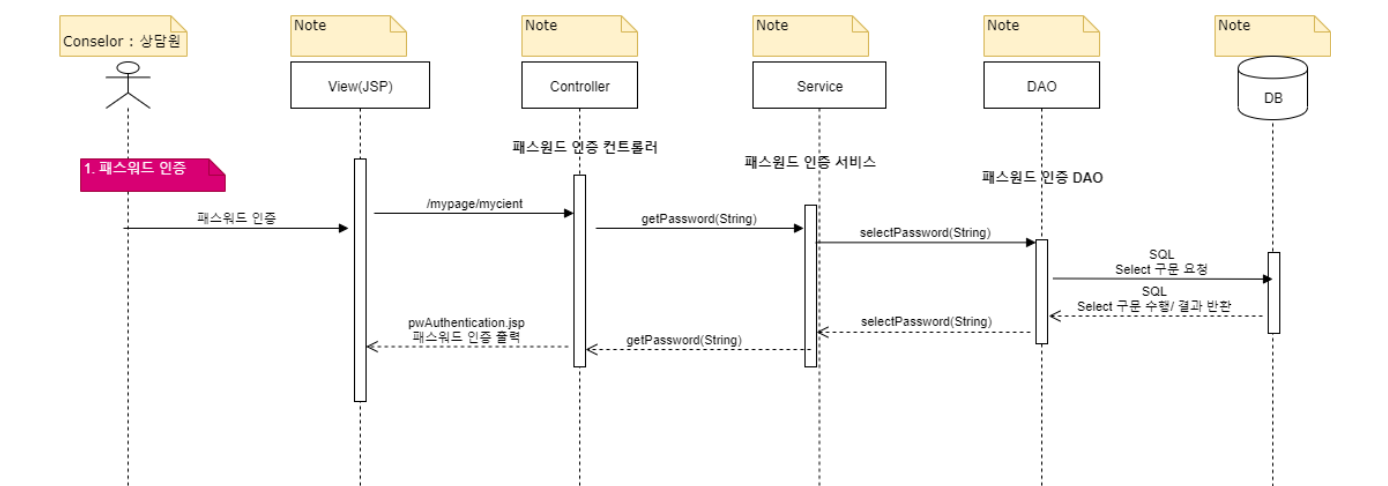 Conselor : 상담원
Note
Note
Note
Note
Note
View(JSP)
Controller
Service
DAO
DB
패스원드 인증 컨트롤러
패스원드 인증 서비스
패스원드 인증 DAO
1. 패스워드 인증
패스워드 인증
/mypage/mycient
getPassword(String)
selectPassword(String)
SQL
Select 구문 요청
SQL
Select 구문 수행/ 결과 반환
selectPassword(String)
getPassword(String)
pwAuthentication.jsp
패스워드 인증 출력